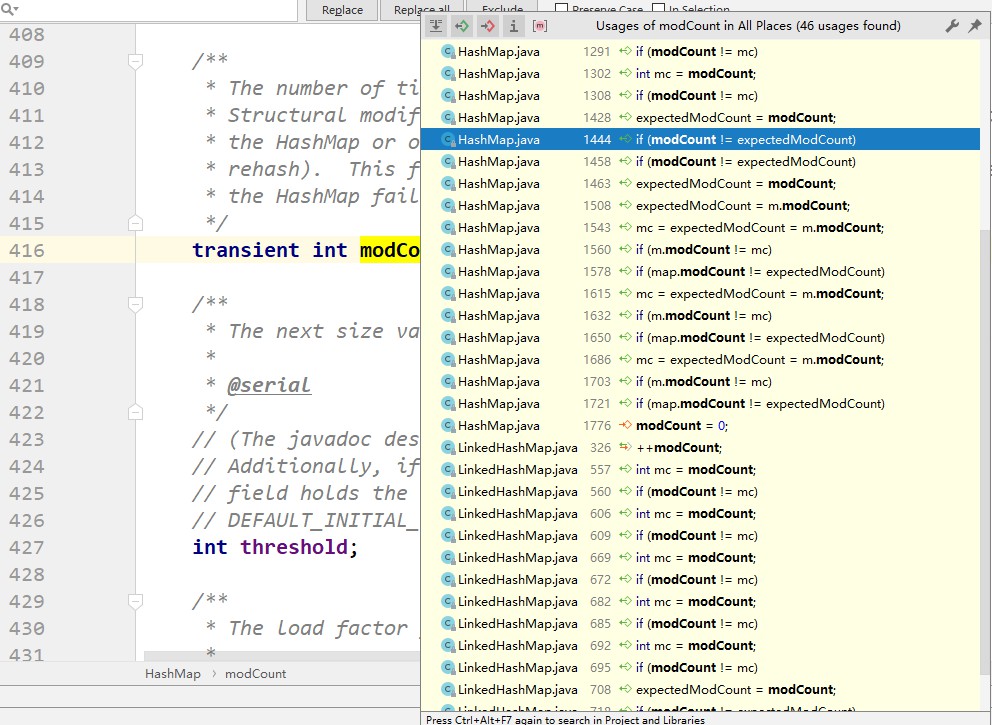 Replace Replace all Exclude Preserve Case In Selection
Usages of modCount in All Places (46 usages found)
408
409 /**
410 * The number of ti
411 * Structural modif
412 * the HashMap or o
413 * rehash). This f
414 * the HashMap fail
415 */
416 transient int modCo
417
418 /**
419 * The next size va
420 *
421 * @serial
422 */
423 // (The javadoc des
424 // Additionally, if
425 // field holds the
426 // DEFAULT_INITIAL_
427 int threshold;
428
429 /**
430 * The load factor
431 *
HashMap › modCount
HashMap.java 1291 if (modCount != mc)
HashMap.java 1302 int mc = modCount;
HashMap.java 1308 if (modCount != mc)
HashMap.java 1428 expectedModCount = modCount;
HashMap.java 1444 if (modCount != expectedModCount)
HashMap.java 1458 if (modCount != expectedModCount)
HashMap.java 1463 expectedModCount = modCount;
HashMap.java 1508 expectedModCount = m.modCount;
HashMap.java 1543 mc = expectedModCount = m.modCount;
HashMap.java 1560 if (m.modCount != mc)
HashMap.java 1578 if (map.modCount != expectedModCount)
HashMap.java 1615 mc = expectedModCount = m.modCount;
HashMap.java 1632 if (m.modCount != mc)
HashMap.java 1650 if (map.modCount != expectedModCount)
HashMap.java 1686 mc = expectedModCount = m.modCount;
HashMap.java 1703 if (m.modCount != mc)
HashMap.java 1721 if (map.modCount != expectedModCount)
HashMap.java 1776 modCount = 0;
LinkedHashMap.java 326 ++modCount;
LinkedHashMap.java 557 int mc = modCount;
LinkedHashMap.java 560 if (modCount != mc)
LinkedHashMap.java 606 int mc = modCount;
LinkedHashMap.java 609 if (modCount != mc)
LinkedHashMap.java 669 int mc = modCount;
LinkedHashMap.java 672 if (modCount != mc)
LinkedHashMap.java 682 int mc = modCount;
LinkedHashMap.java 685 if (modCount != mc)
LinkedHashMap.java 692 int mc = modCount;
LinkedHashMap.java 695 if (modCount != mc)
LinkedHashMap.java 708 expectedModCount = modCount;
LinkedHashMap.java 718 if (modCount != expectedModCount)
Press Ctrl+Alt+F7 again to search in Project and Libraries